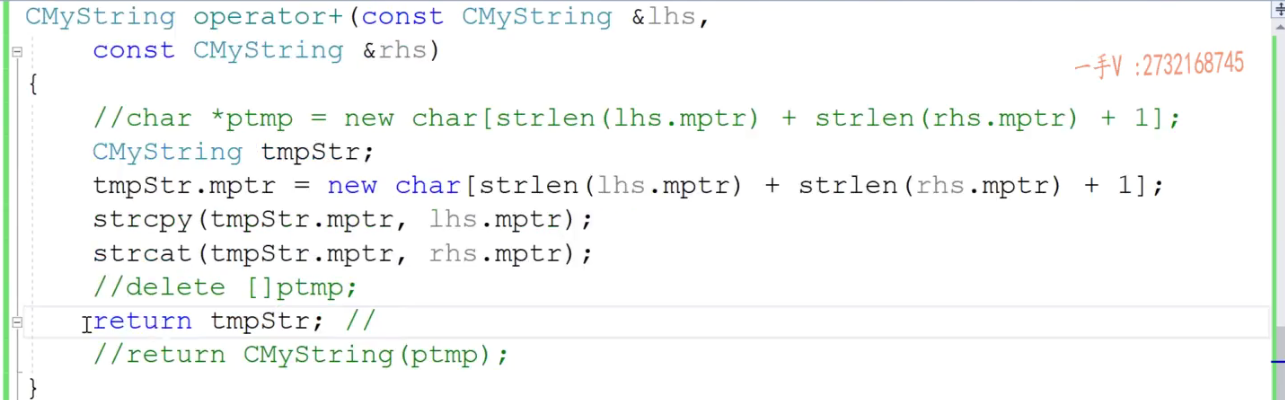 CMyString operator+(const CMyString &lhs,
    const CMyString &rhs)
一手V :2732168745
{
    //char *ptmp = new char[strlen(lhs.mptr) + strlen(rhs.mptr) + 1];
    CMyString tmpStr;
    tmpStr.mptr = new char[strlen(lhs.mptr) + strlen(rhs.mptr) + 1];
    strcpy(tmpStr.mptr, lhs.mptr);
    strcat(tmpStr.mptr, rhs.mptr);
    //delete []ptmp;
    return tmpStr; //
    //return CMyString(ptmp);
}